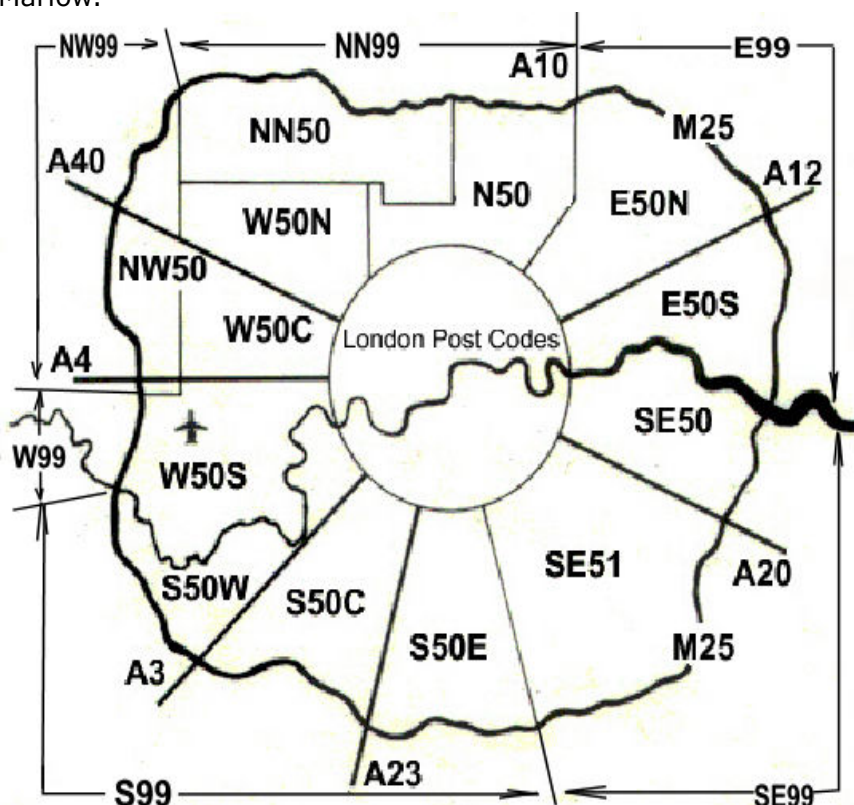 Marlow.
NW99
NN99
E99
A10
NN50
M25
A40
A12
N50
E50N
W50N
NW50
E50S
W50C
London Post Codes
A4
SE50
W99
W50S
SE51
A20
S50W
S50C
S50E
M25
A3
A23
S99
SE99